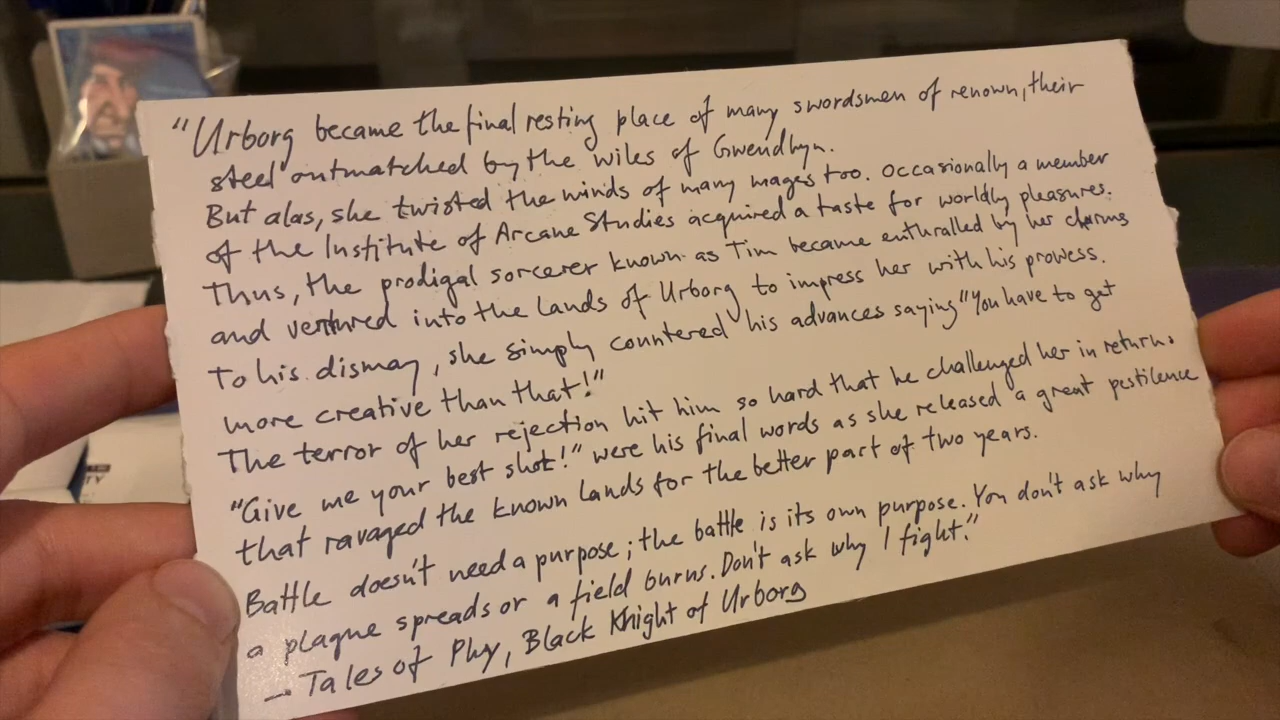 "Urborg became the final resting place of many swordsmen of renown, their
steel outmatched by the wiles of Gwendlyn.
But alas, she twisted the minds of many mages too. Occasionally a member
of the Institute of Arcane Studies acquired a taste for worldly pleasures.
Thus, the prodigal sorcerer known as Tim became enthralled by her charms
and ventured into the lands of Urborg to impress her with his prowess.
To his dismay, she simply countered his advances saying "You have to get
more creative than that!"
The terror of her rejection hit him so hard that he challenged her in return.
"Give me your best shot!" were his final words as she released a great pestilence
that ravaged the known lands for the better part of two years.
Battle doesn't need a purpose; the battle is its own purpose. You don't ask why
a plague spreads or a field burns. Don't ask why I fight."
- Tales of Phy, Black Knight of Urborg